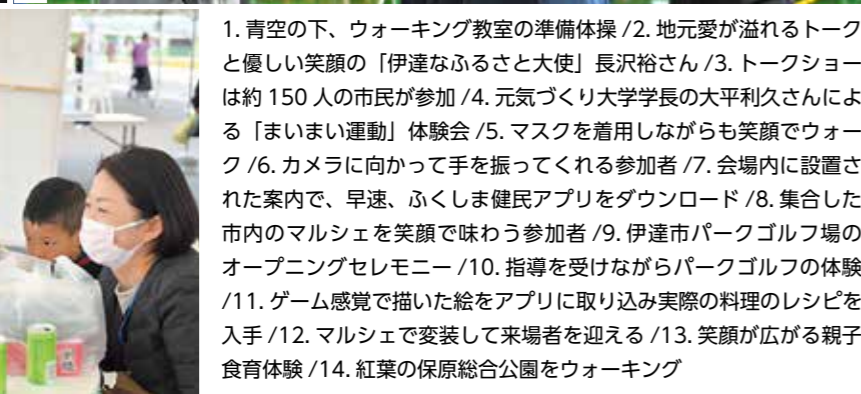 1. 青空の下、ウォーキング教室の準備体操 /2. 地元愛が溢れるトーク
と優しい笑顔の「伊達なふるさと大使」長沢裕さん /3. トークショー
は約 150 人の市民が参加 /4. 元気づくり大学学長の大平利久さんによ
る「まいまい運動」体験会 /5. マスクを着用しながらも笑顔でウォー
ク /6. カメラに向かって手を振ってくれる参加者 /7. 会場内に設置さ
れた案内で、早速、ふくしま健民アプリをダウンロード /8. 集合した
市内のマルシェを笑顔で味わう参加者 /9. 伊達市パークゴルフ場の
オープニングセレモニー /10. 指導を受けながらパークゴルフの体験
/11. ゲーム感覚で描いた絵をアプリに取り込み実際の料理のレシピを
入手 /12. マルシェで変装して来場者を迎える /13. 笑顔が広がる親子
食育体験 /14. 紅葉の保原総合公園をウォーキング